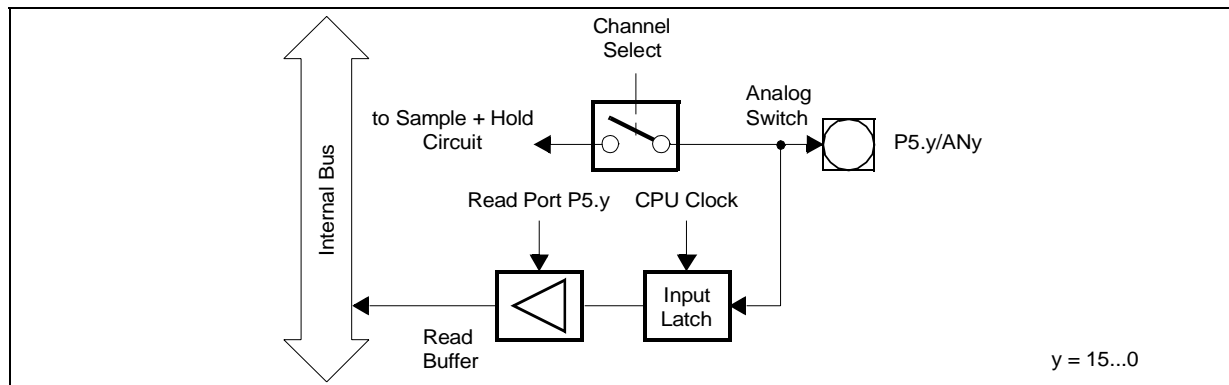 Channel
Select
Analog
Switch
to Sample + Hold
Circuit
P5.y/ANy
Internal Bus
Read Port P5.y
CPU Clock
Input
Latch
Read
Buffer
y = 15...0